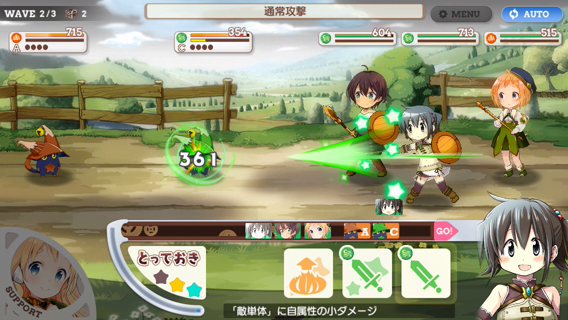 WAVE 2/3 2
通常攻撃
MENU
AUTO
715
A
354
C
604
713
515
361
A C GO!
とっておき
SUPPORT
「敵単体」に自属性の小ダメージ